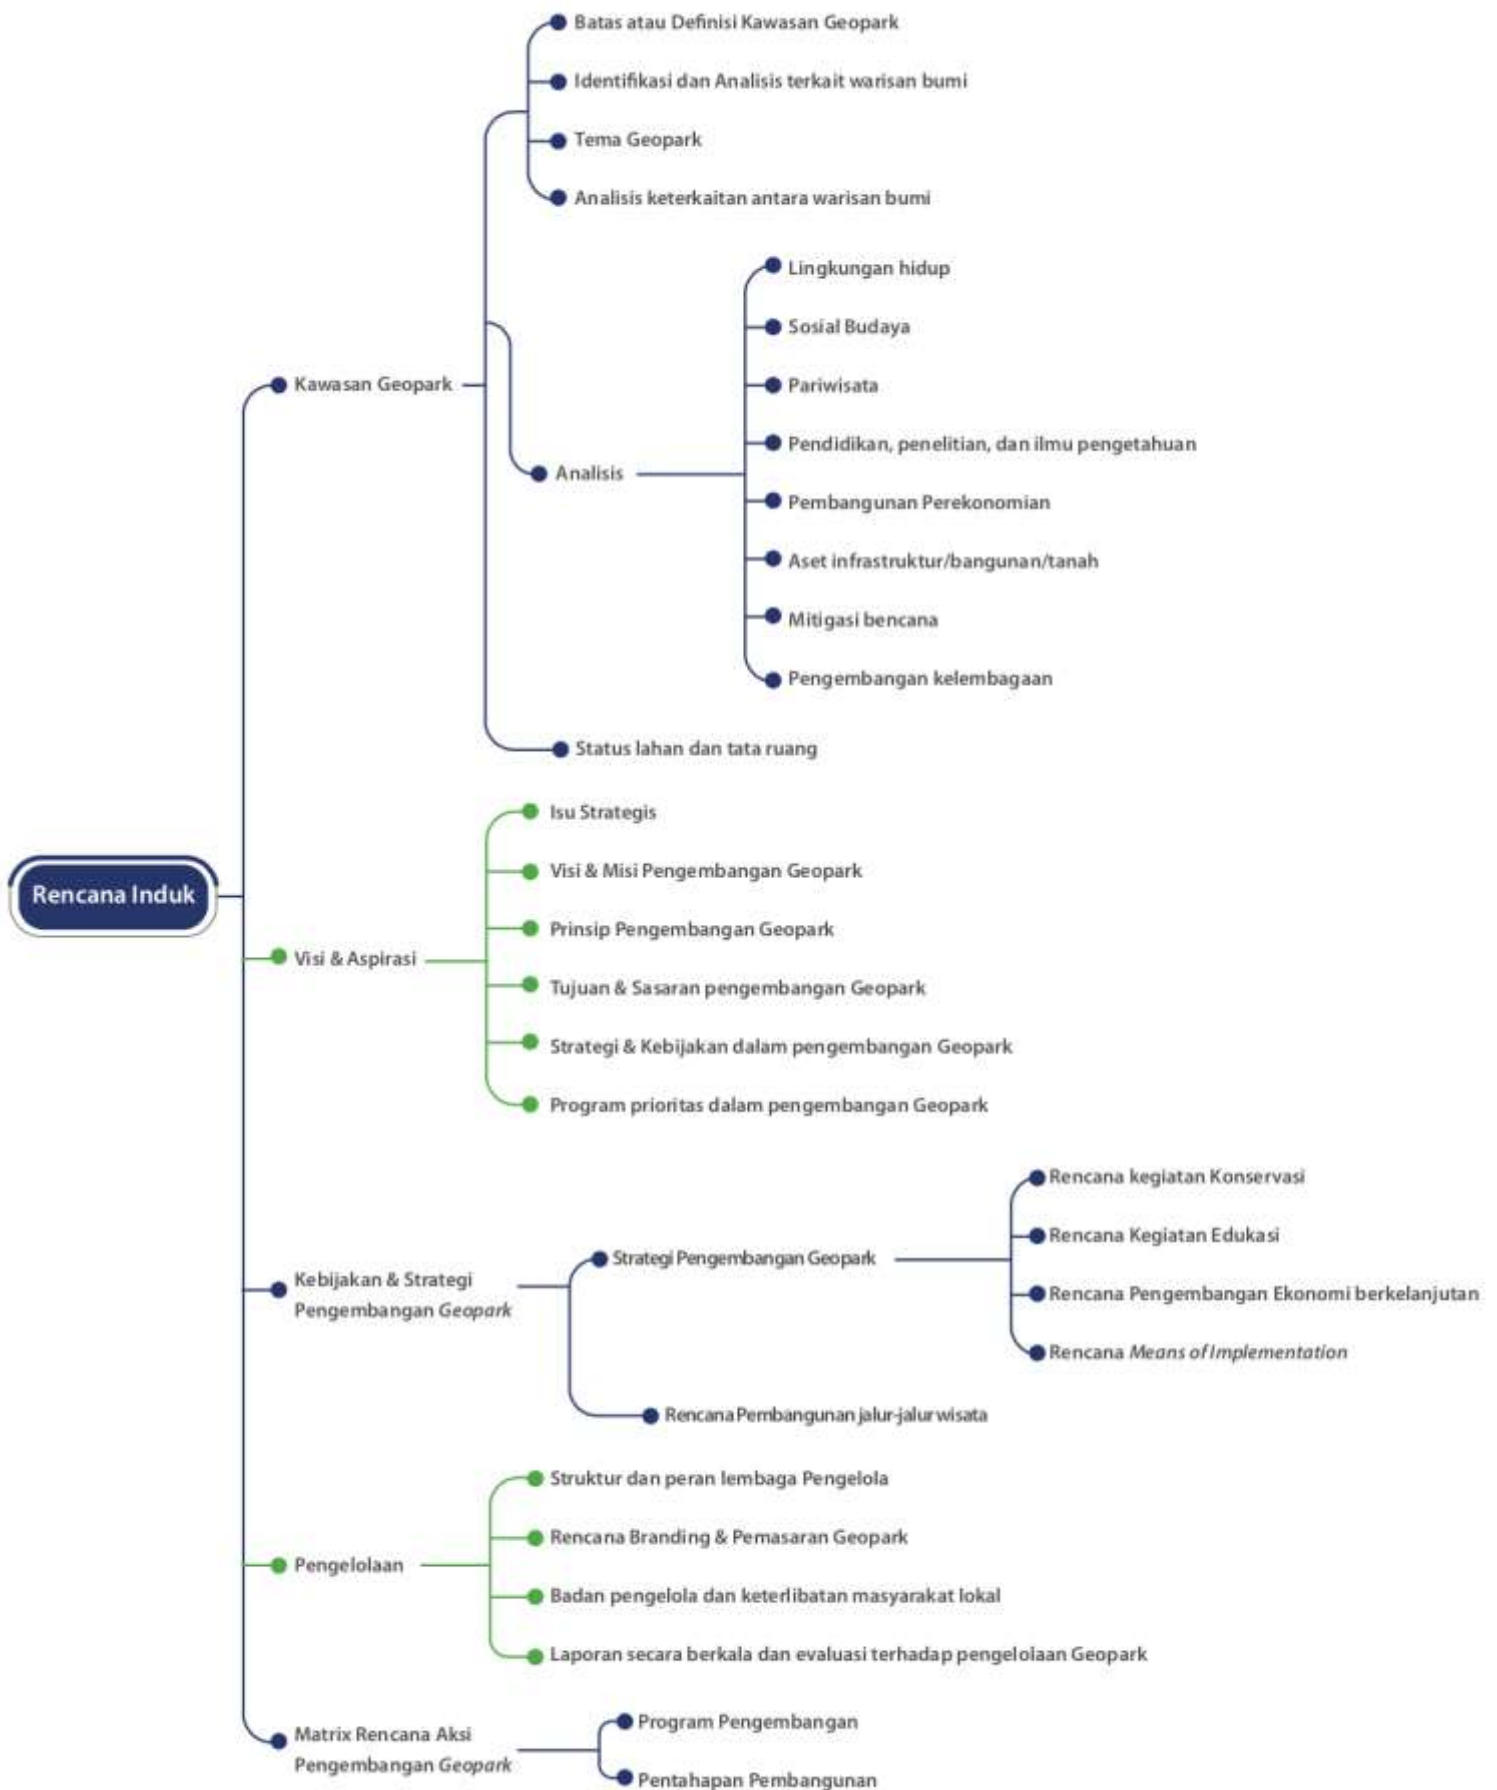 Batas atau Definisi Kawasan Geopark
Identifikasi dan Analisis terkait warisan bumi
Tema Geopark
Analisis keterkaitan antara warisan bumi
Lingkungan hidup
Sosial Budaya
Pariwisata
Kawasan Geopark
Pendidikan, penelitian, dan ilmu pengetahuan
Analisis
Pembangunan Perekonomian
Aset infrastruktur/bangunan/tanah
Mitigasi bencana
Pengembangan kelembagaan
Status lahan dan tata ruang
Isu Strategis
Visi & Misi Pengembangan Geopark
Rencana Induk
Prinsip Pengembangan Geopark
Visi & Aspirasi
Tujuan & Sasaran pengembangan Geopark
Strategi & Kebijakan dalam pengembangan Geopark
Program prioritas dalam pengembangan Geopark
Rencana kegiatan Konservasi
Rencana Kegiatan Edukasi
Strategi Pengembangan Geopark
Kebijakan & Strategi
Pengembangan Geopark
Rencana Pengembangan Ekonomi berkelanjutan
Rencana Means of Implementation
Rencana Pembangunan jalur-jalur wisata
Struktur dan peran lembaga Pengelola
Rencana Branding & Pemasaran Geopark
Pengelolaan
Badan pengelola dan keterlibatan masyarakat lokal
Laporan secara berkala dan evaluasi terhadap pengelolaan Geopark
Matrix Rencana Aksi
Pengembangan Geopark
Program Pengembangan
Pentahapan Pembangunan